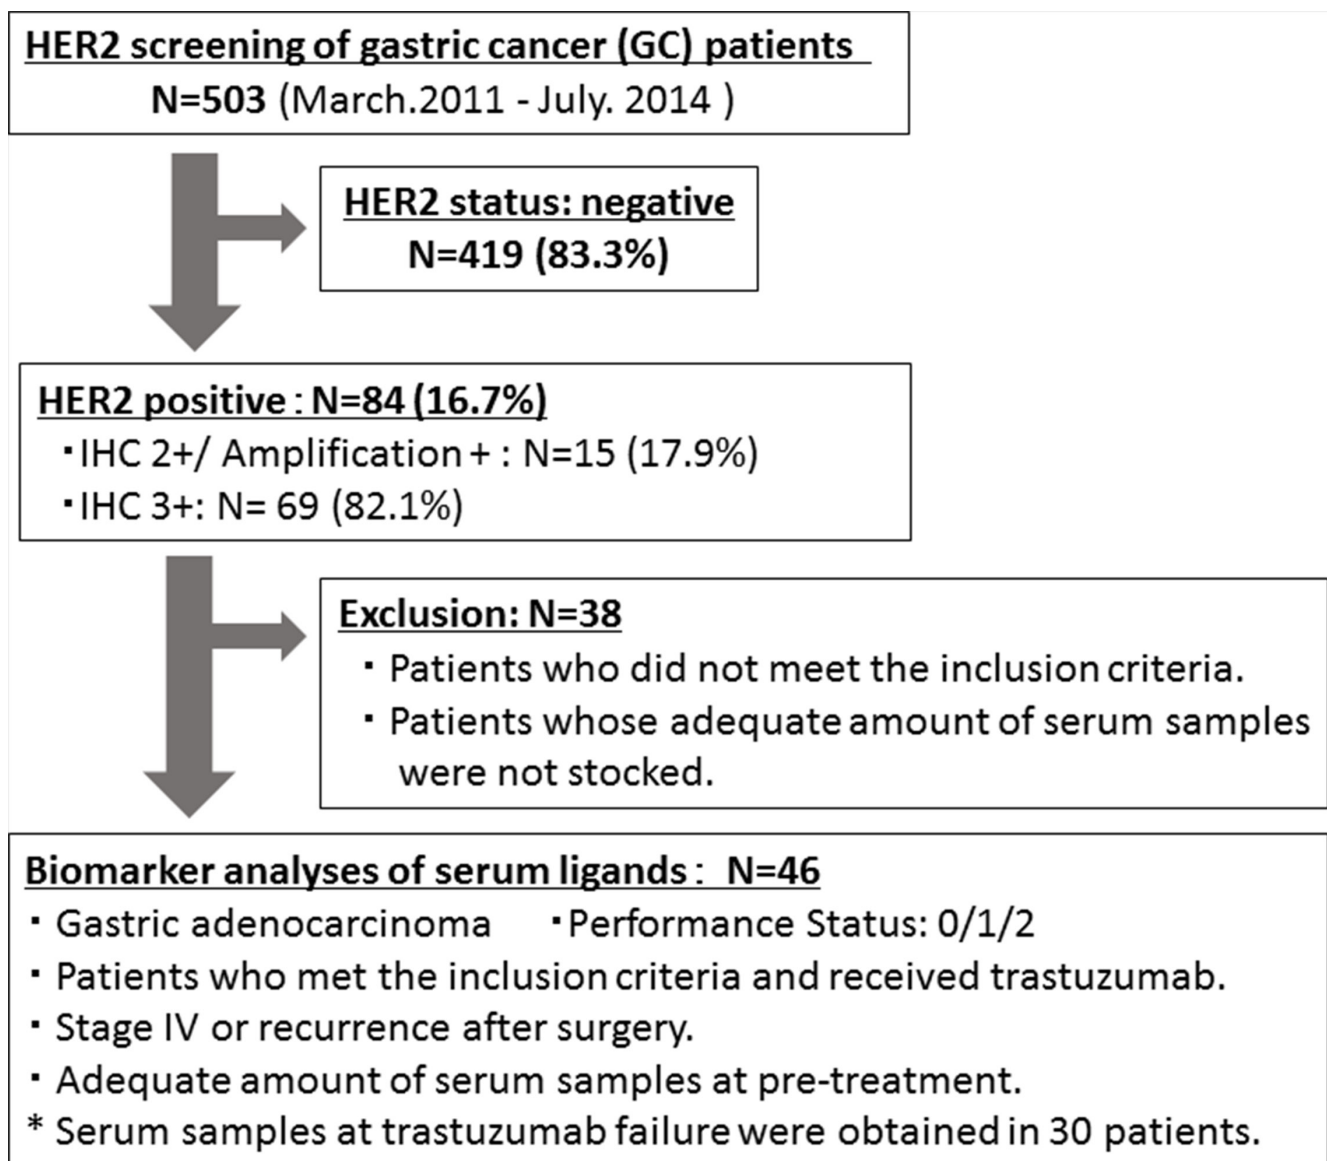 HER2 screening of gastric cancer (GC) patients
N=503 (March.2011 - July. 2014 )
HER2 status: negative
N=419 (83.3%)
HER2 positive : N=84 (16.7%)
・IHC 2+/ Amplification + : N=15 (17.9%)
・IHC 3+: N= 69 (82.1%)
Exclusion: N=38
・Patients who did not meet the inclusion criteria.
・Patients whose adequate amount of serum samples
were not stocked.
Biomarker analyses of serum ligands : N=46
・Gastric adenocarcinoma ・Performance Status: 0/1/2
・Patients who met the inclusion criteria and received trastuzumab.
・Stage IV or recurrence after surgery.
・Adequate amount of serum samples at pre-treatment.
* Serum samples at trastuzumab failure were obtained in 30 patients.